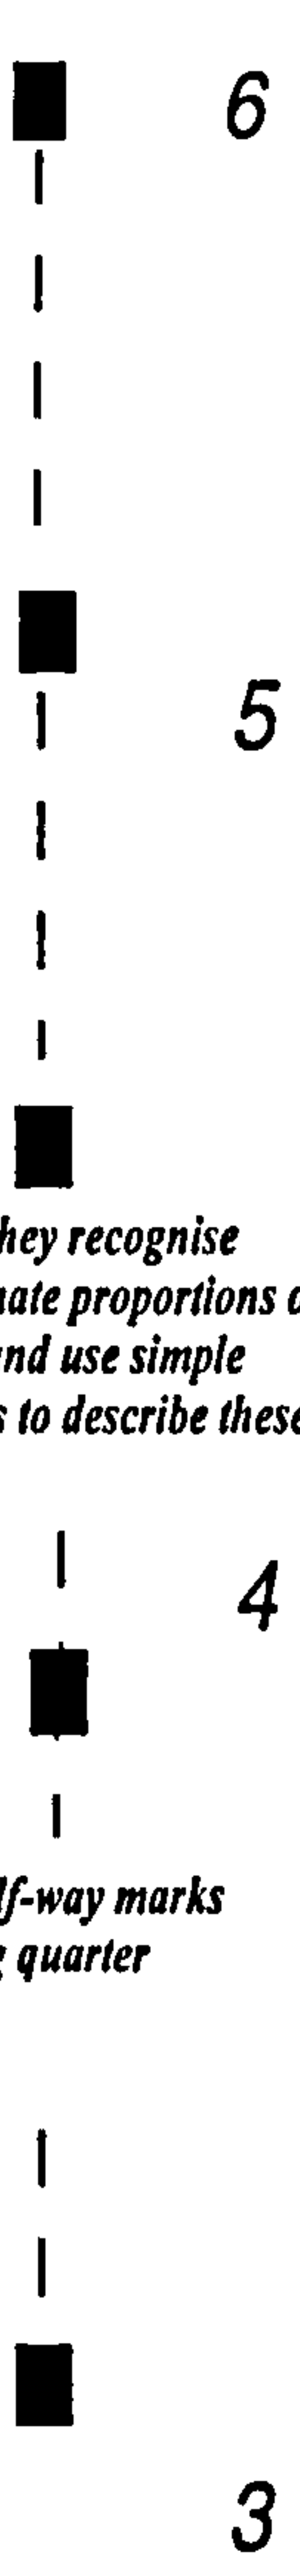 6
5
hey recognise
nate proportions
nd use simple
s to describe these
4
lf-way marks
g quarter
3